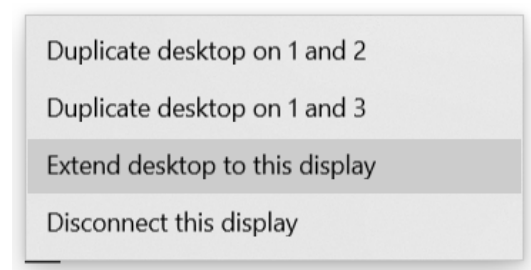 Duplicate desktop on 1 and 2
Duplicate desktop on 1 and 3
Extend desktop to this display
Disconnect this display